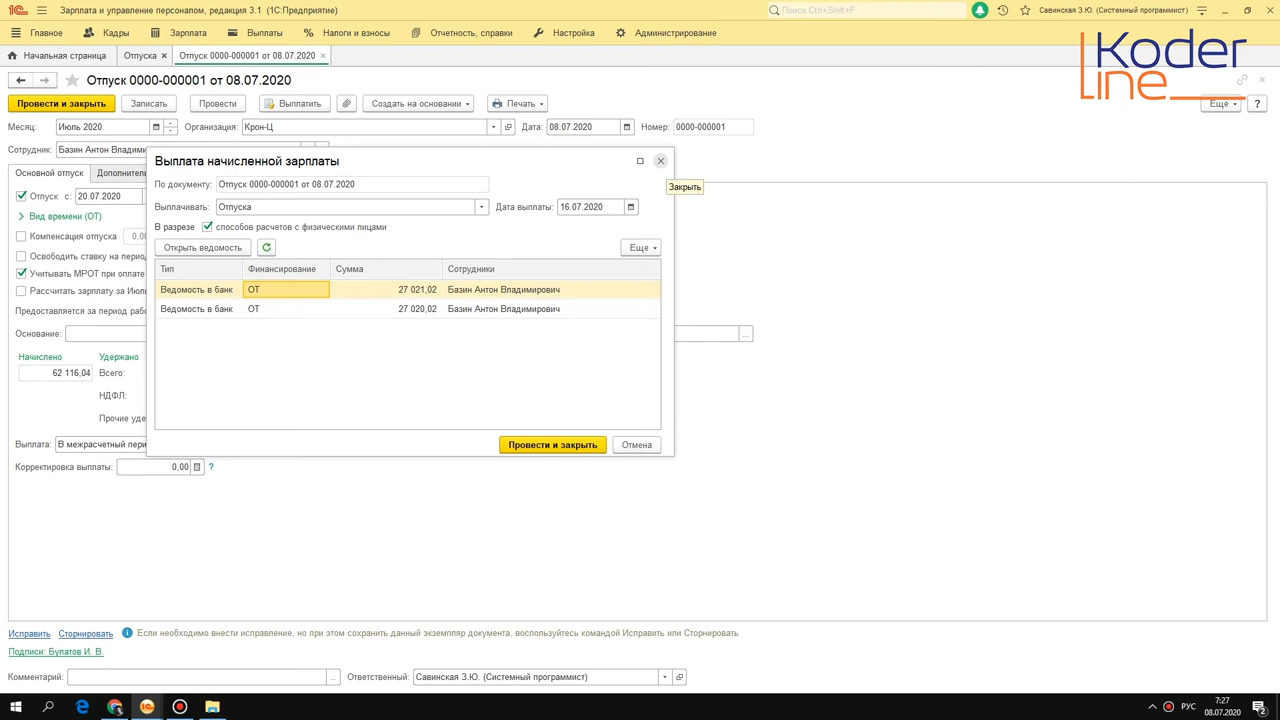 Зарплата и управление персоналом, редакция 3.1 (1С:Предприятие)
Поиск Ctrl+Shift+F
Савинская З.Ю. (Системный программист)
Главное Кадры Зарплата Выплаты Налоги и взносы Отчетность, справки Настройка Администрирование
Начальная страница Отпуска Отпуск 0000-000001 от 08.07.2020
Koder line
Отпуск 0000-000001 от 08.07.2020
Провести и закрыть Записать Провести Выплатить Создать на основании Печать Еще ?
Месяц: Июль 2020 Организация: Крон-Ц Дата: 08.07.2020 Номер: 0000-000001
Сотрудник: Базин Антон Владими
Основной отпуск Дополнитель
Отпуск с: 20.07.2020
Вид времени (ОТ)
Компенсация отпуска 0,00
Освободить ставку на период
Учитывать МРОТ при оплате
Рассчитать зарплату за Июл
Предоставляется за период рабо
Основание: ...
Начислено Удержано
62 116,04 Всего:
НДФЛ:
Прочие уде
Выплата: В межрасчетный пери
Корректировка выплаты: 0,00 ?
Выплата начисленной зарплаты
Закрыть
По документу: Отпуск 0000-000001 от 08.07.2020
Выплачивать: Отпуска Дата выплаты: 16.07.2020
В разрезе способов расчетов с физическими лицами
Открыть ведомость Еще
Тип Финансирование Сумма Сотрудники
Ведомость в банк ОТ 27 021,02 Базин Антон Владимирович
Ведомость в банк ОТ 27 020,02 Базин Антон Владимирович
Провести и закрыть Отмена
Исправить Сторнировать Если необходимо внести исправление, но при этом сохранить данный экземпляр документа, воспользуйтесь командой Исправить или Сторнировать
Подписи: Булатов И. В.
Комментарий: ... Ответственный: Савинская З.Ю. (Системный программист)
РУС
7:27
08.07.2020
2